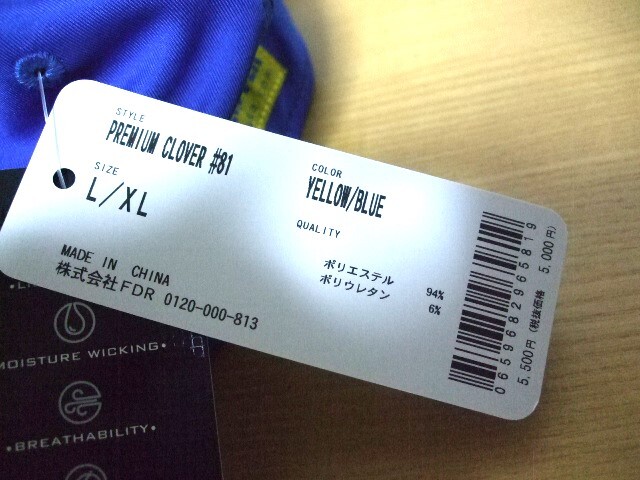 STYLE
PREMIUM CLOVER #81
SIZE
L/XL
COLOR
YELLOW/BLUE
QUALITY
ポリエステル 94%
ポリウレタン 6%
MADE IN CHINA
株式会社FDR 0120-000-813
065968296581９
5,500円 (税抜価格 5,000円)
MOISTURE WICKING•
•BREATHABILITY•